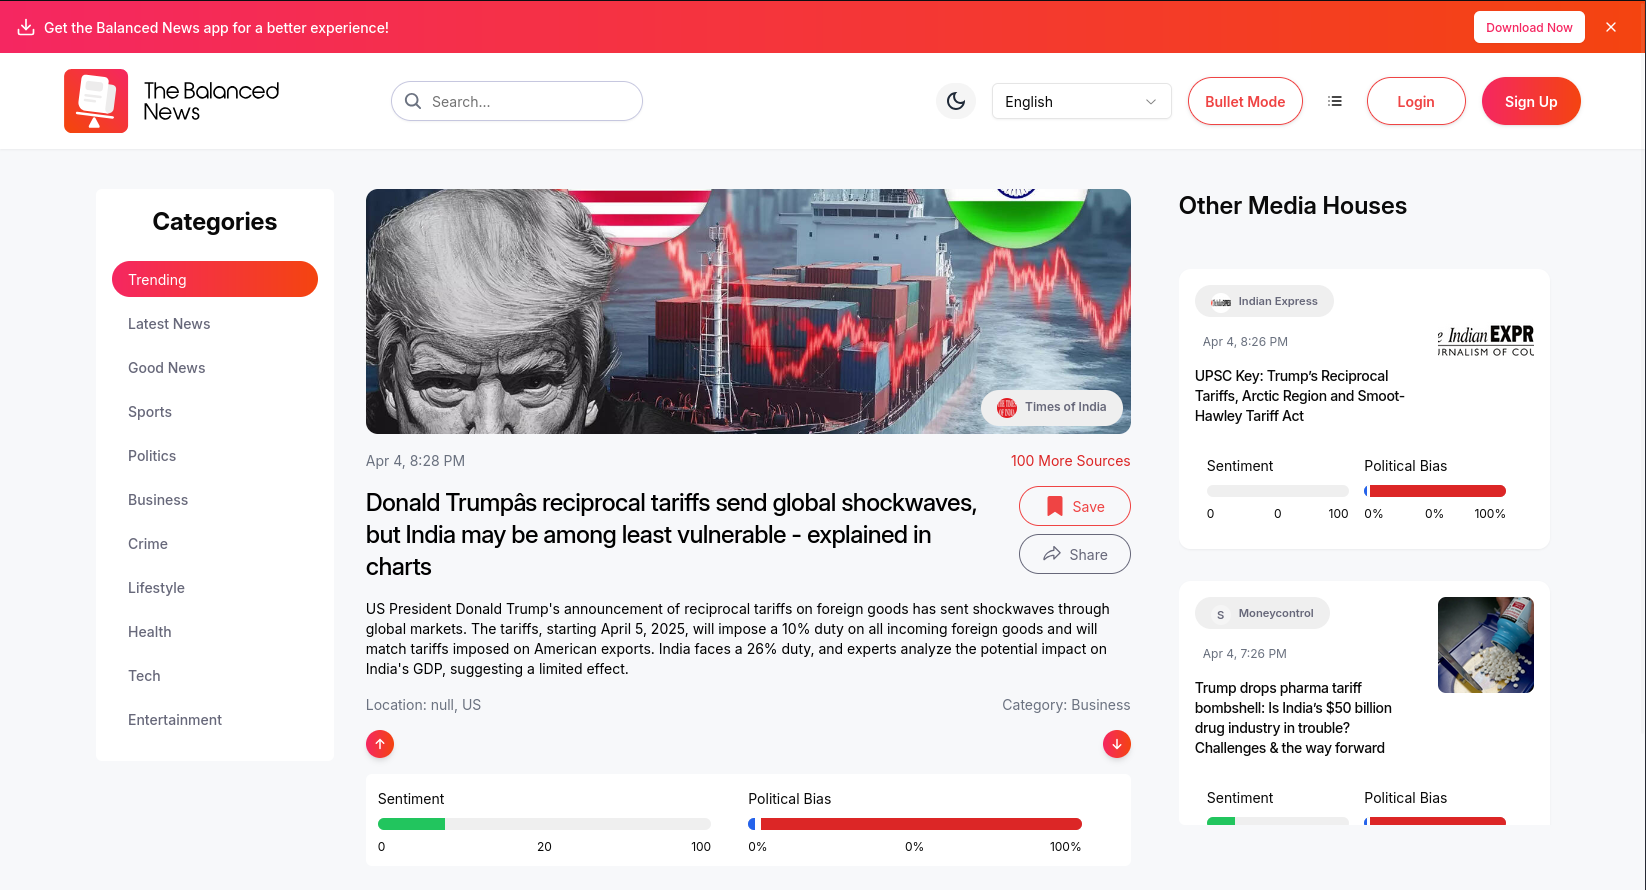 Get the Balanced News app for a better experience!
Download Now
The Balanced
News
Search...
English
Bullet Mode
Login
Sign Up
Categories
Trending
Latest News
Good News
Sports
Politics
Business
Crime
Lifestyle
Health
Tech
Entertainment
Times of India
Apr 4, 8:28 PM
100 More Sources
Donald Trumpâs reciprocal tariffs send global shockwaves,
but India may be among least vulnerable - explained in
charts
Save
Share
US President Donald Trump's announcement of reciprocal tariffs on foreign goods has sent shockwaves through
global markets. The tariffs, starting April 5, 2025, will impose a 10% duty on all incoming foreign goods and will
match tariffs imposed on American exports. India faces a 26% duty, and experts analyze the potential impact on
India's GDP, suggesting a limited effect.
Location: null, US
Category: Business
Sentiment
0 20 100
Political Bias
0% 0% 100%
Other Media Houses
Indian Express
Apr 4, 8:26 PM
e Indian EXPR
RNALISM OF COU
UPSC Key: Trump's Reciprocal
Tariffs, Arctic Region and Smoot-
Hawley Tariff Act
Sentiment
0 0 100
Political Bias
0% 0% 100%
S Moneycontrol
Apr 4, 7:26 PM
Trump drops pharma tariff
bombshell: Is India's $50 billion
drug industry in trouble?
Challenges & the way forward
Sentiment
Political Bias